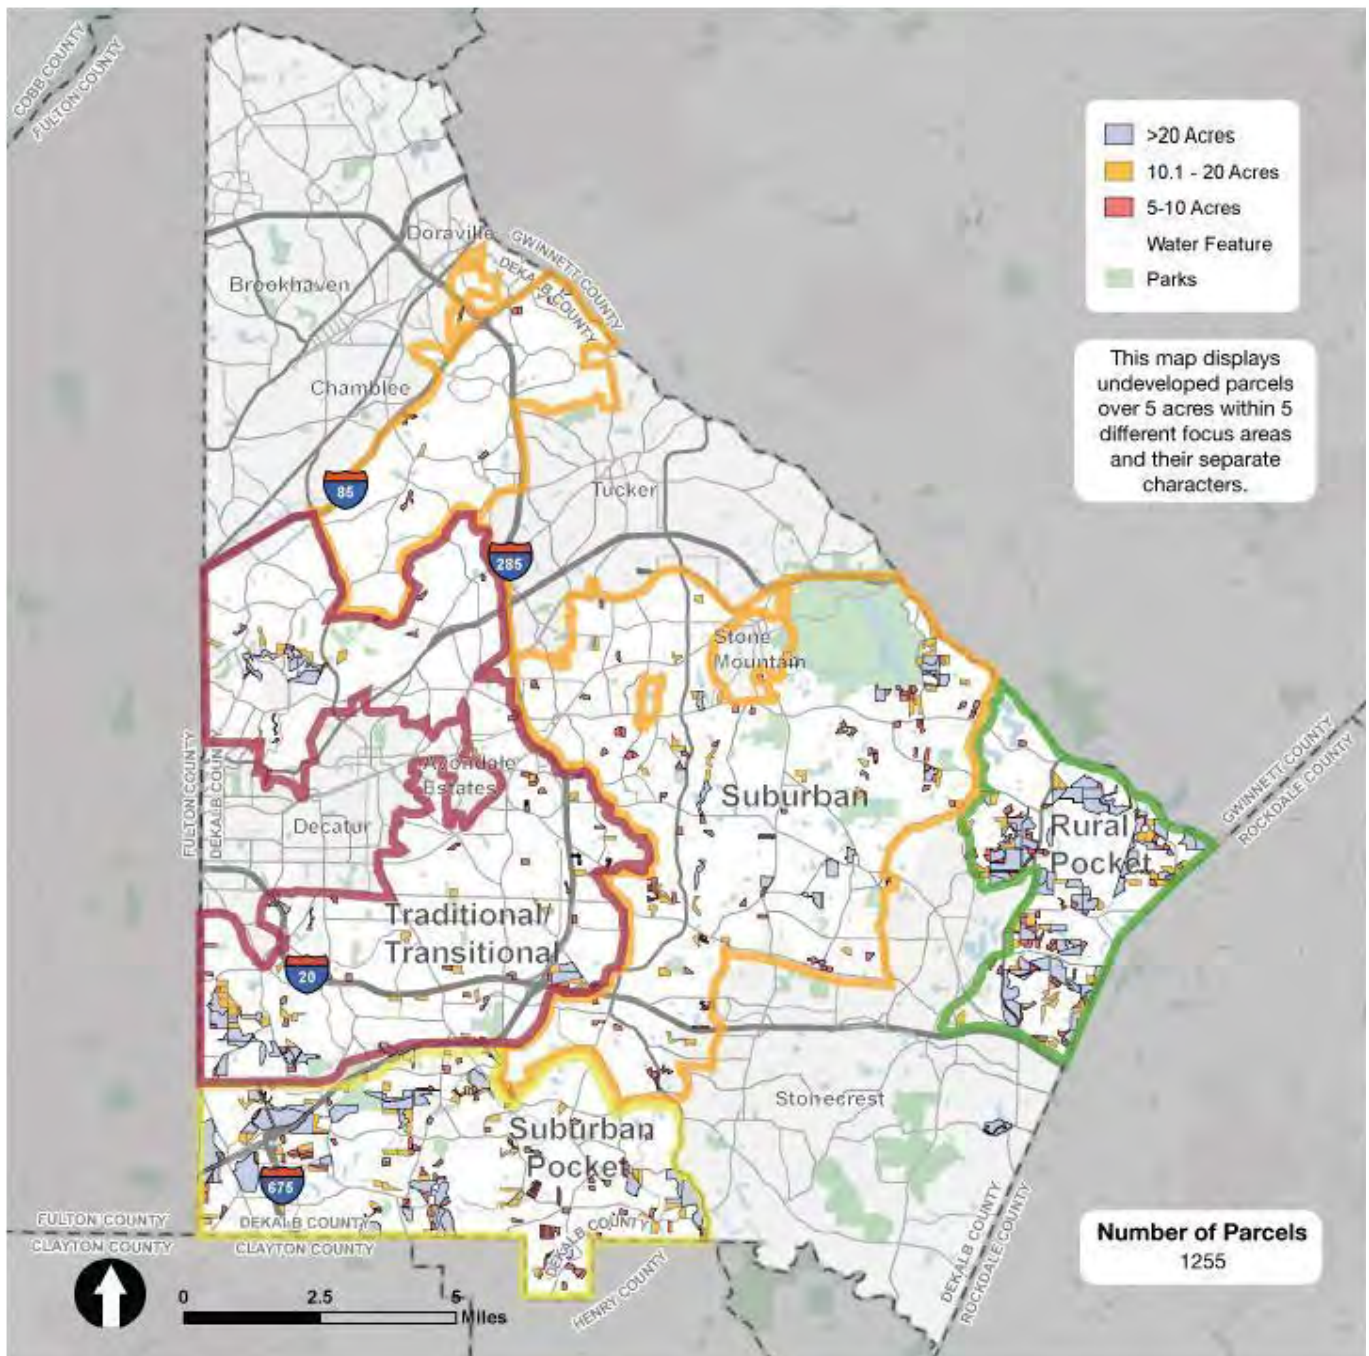 COBB COUNTY
FULTON COUNTY
>20 Acres
10.1 - 20 Acres
5-10 Acres
Water Feature
Parks
This map displays
undeveloped parcels
over 5 acres within 5
different focus areas
and their separate
characters.
Doraville
GWINNETT COUNTY
DEKALB COUNTY
Brookhaven
Chamblee
85
Tucker
285
Stone
Mountain
FULTON COUNTY
DEKALB COUNTY
Avondale
Estates
Decatur
Suburban
GWINNETT COUNTY
ROCKDALE COUNTY
Rural
Pocket
Traditional/
Transitional
20
Stonecrest
Suburban
Pocket
675
FULTON COUNTY
CLAYTON COUNTY
DEKALB COUNTY
CLAYTON COUNTY
DEKALB COUNTY
HENRY COUNTY
DEKALB COUNTY
ROCKDALE COUNTY
Number of Parcels
1255
0 2.5 5
Miles